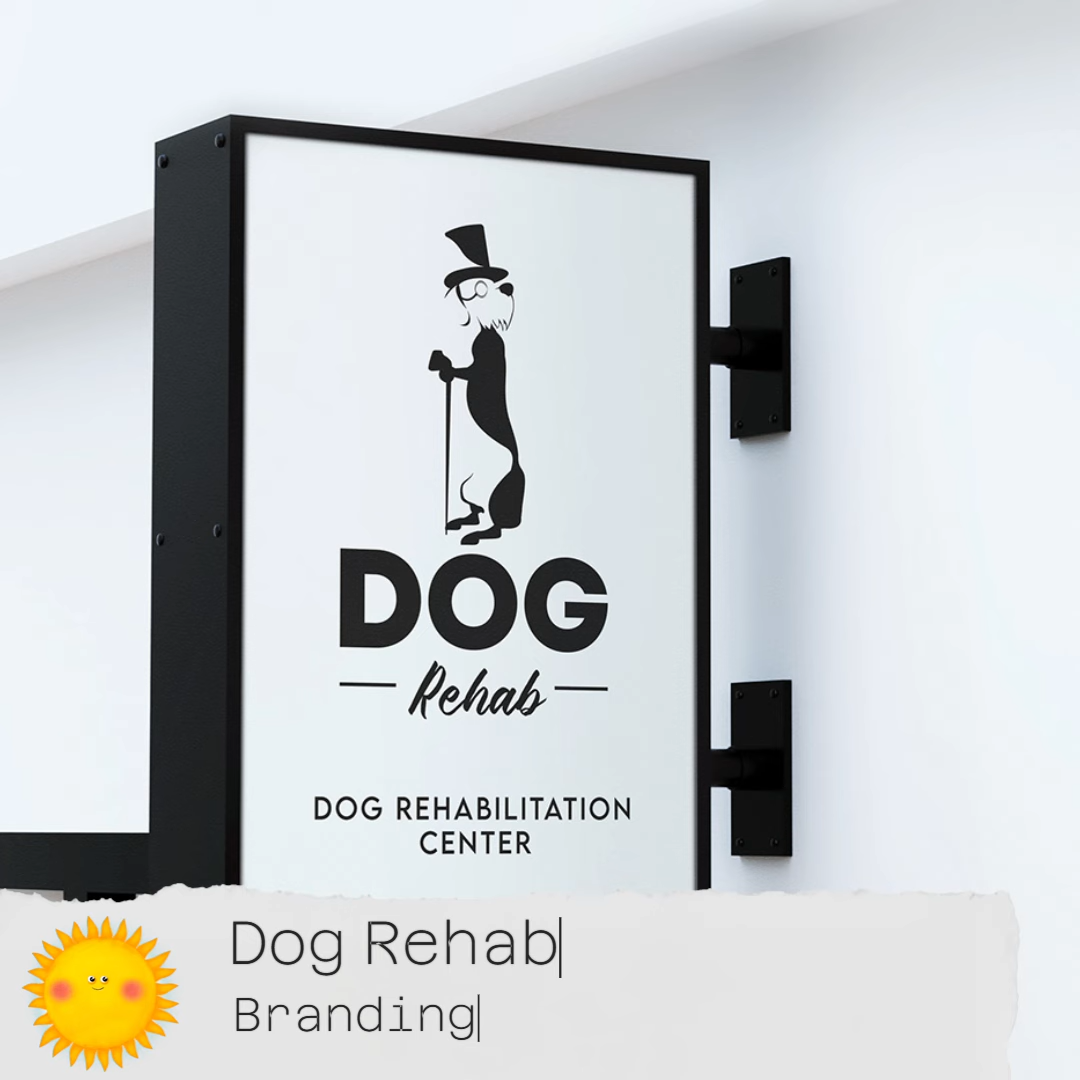 DOG
Rehab
DOG REHABILITATION
CENTER
Dog Rehab
Branding